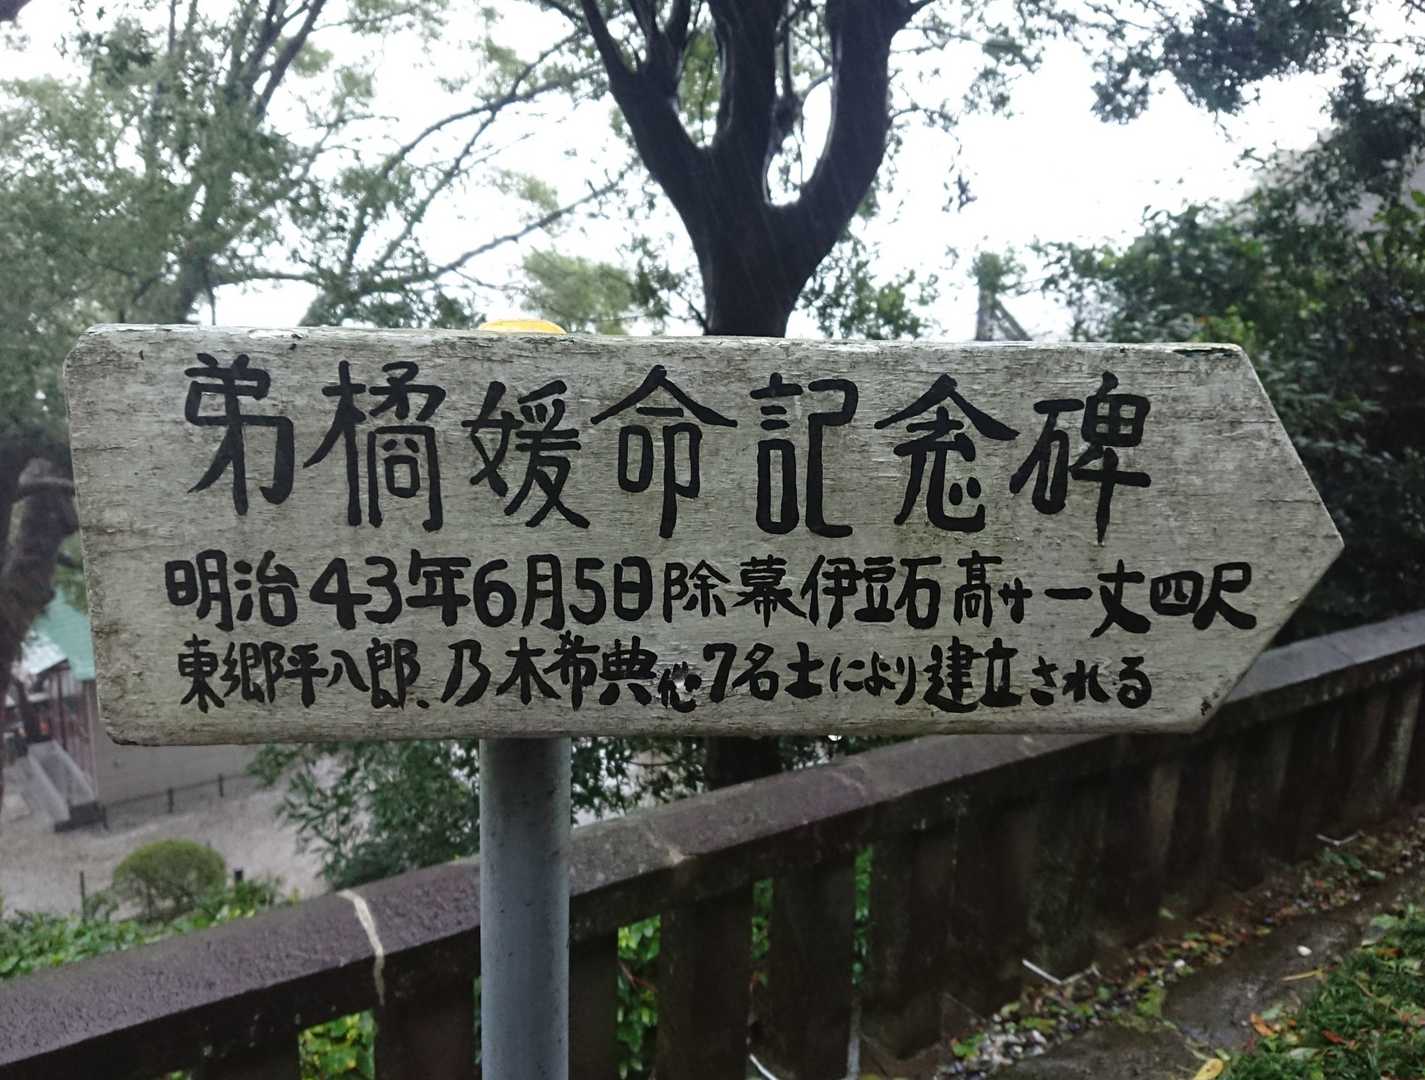 弟橘媛命記念碑
明治43年6月5日除幕伊豆石高サ一丈四尺
東郷平八郎、乃木希典他7名士により建立される